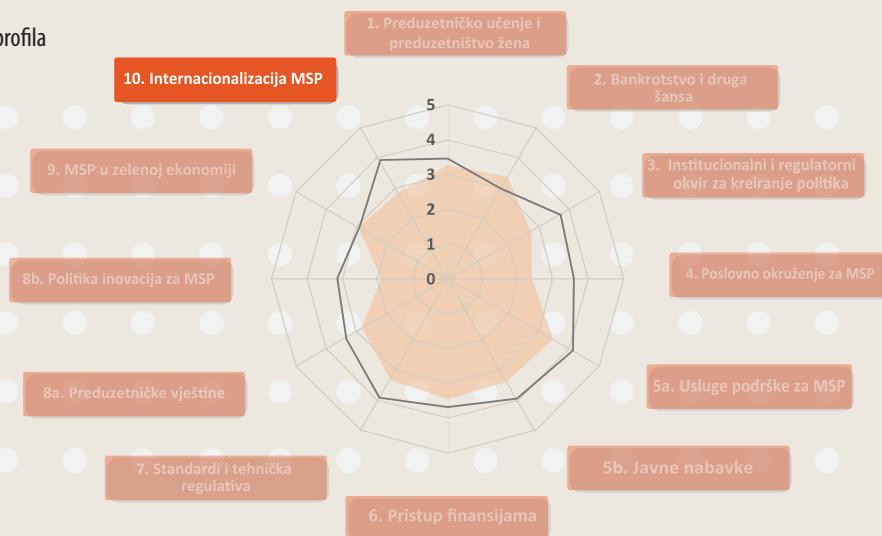 profila
1. Preduzetničko učenje i
preduzetništvo žena
10. Internacionalizacija MSP
2. Bankrotstvo i druga
šansa
5
4
3
2
1
0
9. MSP u zelenoj ekonomiji
3. Institucionalni i regulatorni
okvir za kreiranje politika
8b. Politika inovacija za MSP
4. Poslovno okruženje za MSP
8a. Preduzetničke vještine
5a. Usluge podrške za MSP
7. Standardi i tehnička
regulativa
5b. Javne nabavke
6. Pristup finansijama